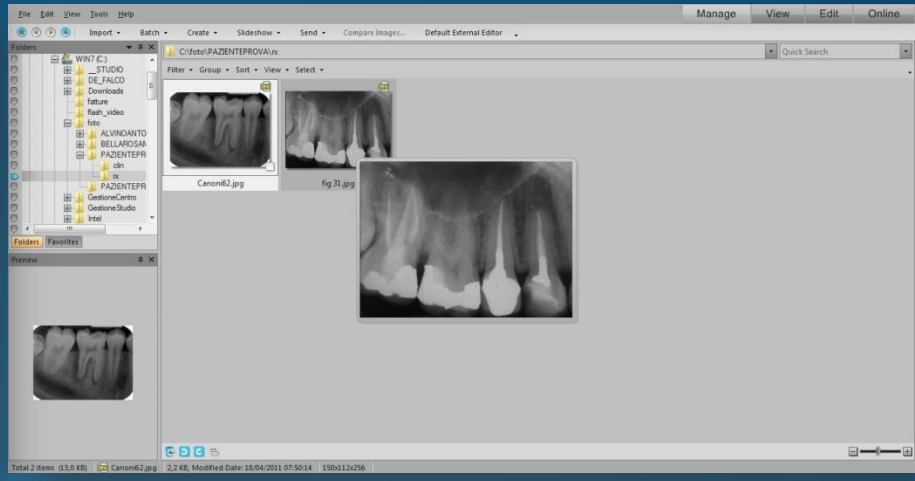 File Edit View Tools Help
Manage View Edit Online
Import Batch Create Slideshow Send Compare Images... Default External Editor
Folders
C:\foto\PAZIENTEPROVA\rx
Quick Search
Filter Group Sort View Select
WIN7 (C:)
__STUDIO
DE_FALCO
Downloads
fatture
flash_video
foto
ALVINOANTO
BELLAROSAN
PAZIENTEPR
clin
rx
PAZIENTEPR
GestioneCentro
GestioneStudio
Intel
Canoni62.jpg
fig 31.jpg
Folders Favorites
Preview
Total 2 items (13,0 KB) Canoni62.jpg 2,2 KB, Modified Date: 18/04/2011 07:50:14 150x112x256